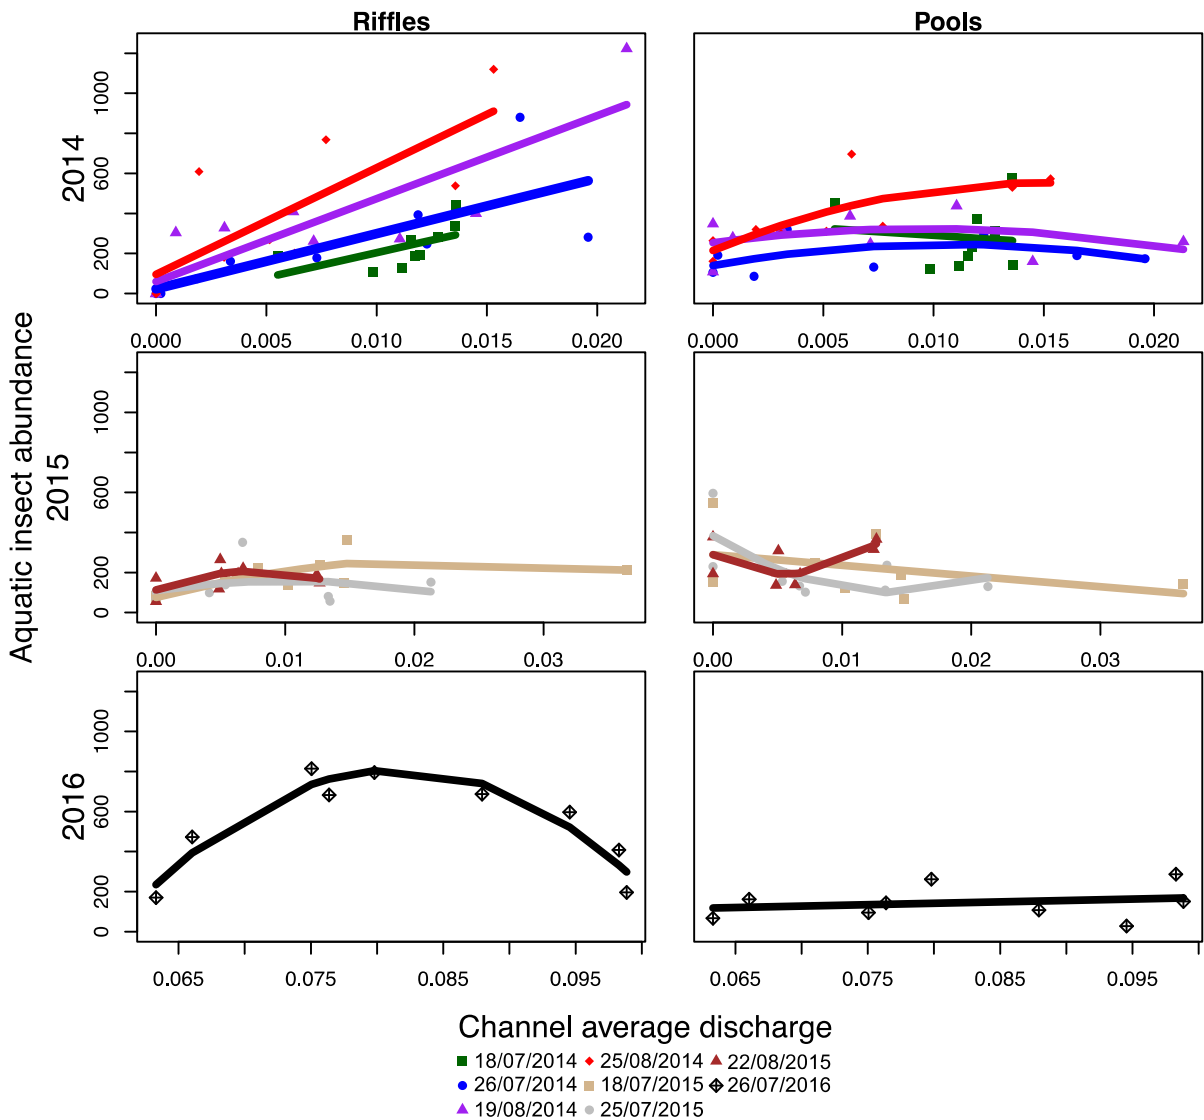 Riffles Pools
Aquatic insect abundance
2014
0 200 600 1000
0.000 0.005 0.010 0.015 0.020
0.000 0.005 0.010 0.015 0.020
2015
0 200 600 1000
0.00 0.01 0.02 0.03
0.00 0.01 0.02 0.03
2016
0 200 600 1000
0.065 0.075 0.085 0.095
0.065 0.075 0.085 0.095
Channel average discharge
18/07/2014 25/08/2014 22/08/2015
26/07/2014 18/07/2015 26/07/2016
19/08/2014 25/07/2015